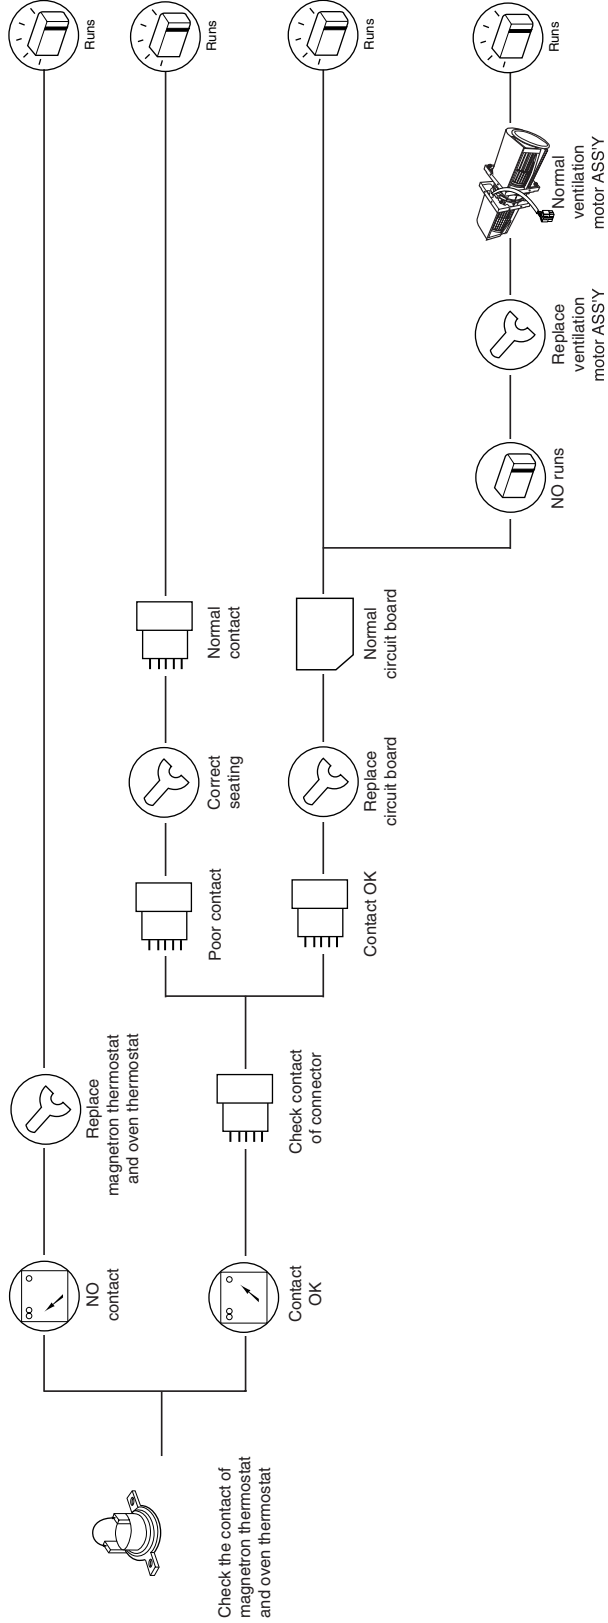 Check the contact of
magnetron thermostat
and oven thermostat
NO
contact
Replace
magnetron thermostat
and oven thermostat
Runs
Contact
OK
Check contact
of connector
Poor contact
Correct
seating
Normal
contact
Runs
Contact OK
Replace
circuit board
Normal
circuit board
Runs
NO runs
Replace
ventilation
motor ASS'Y
Normal
ventilation
motor ASS'Y
Runs